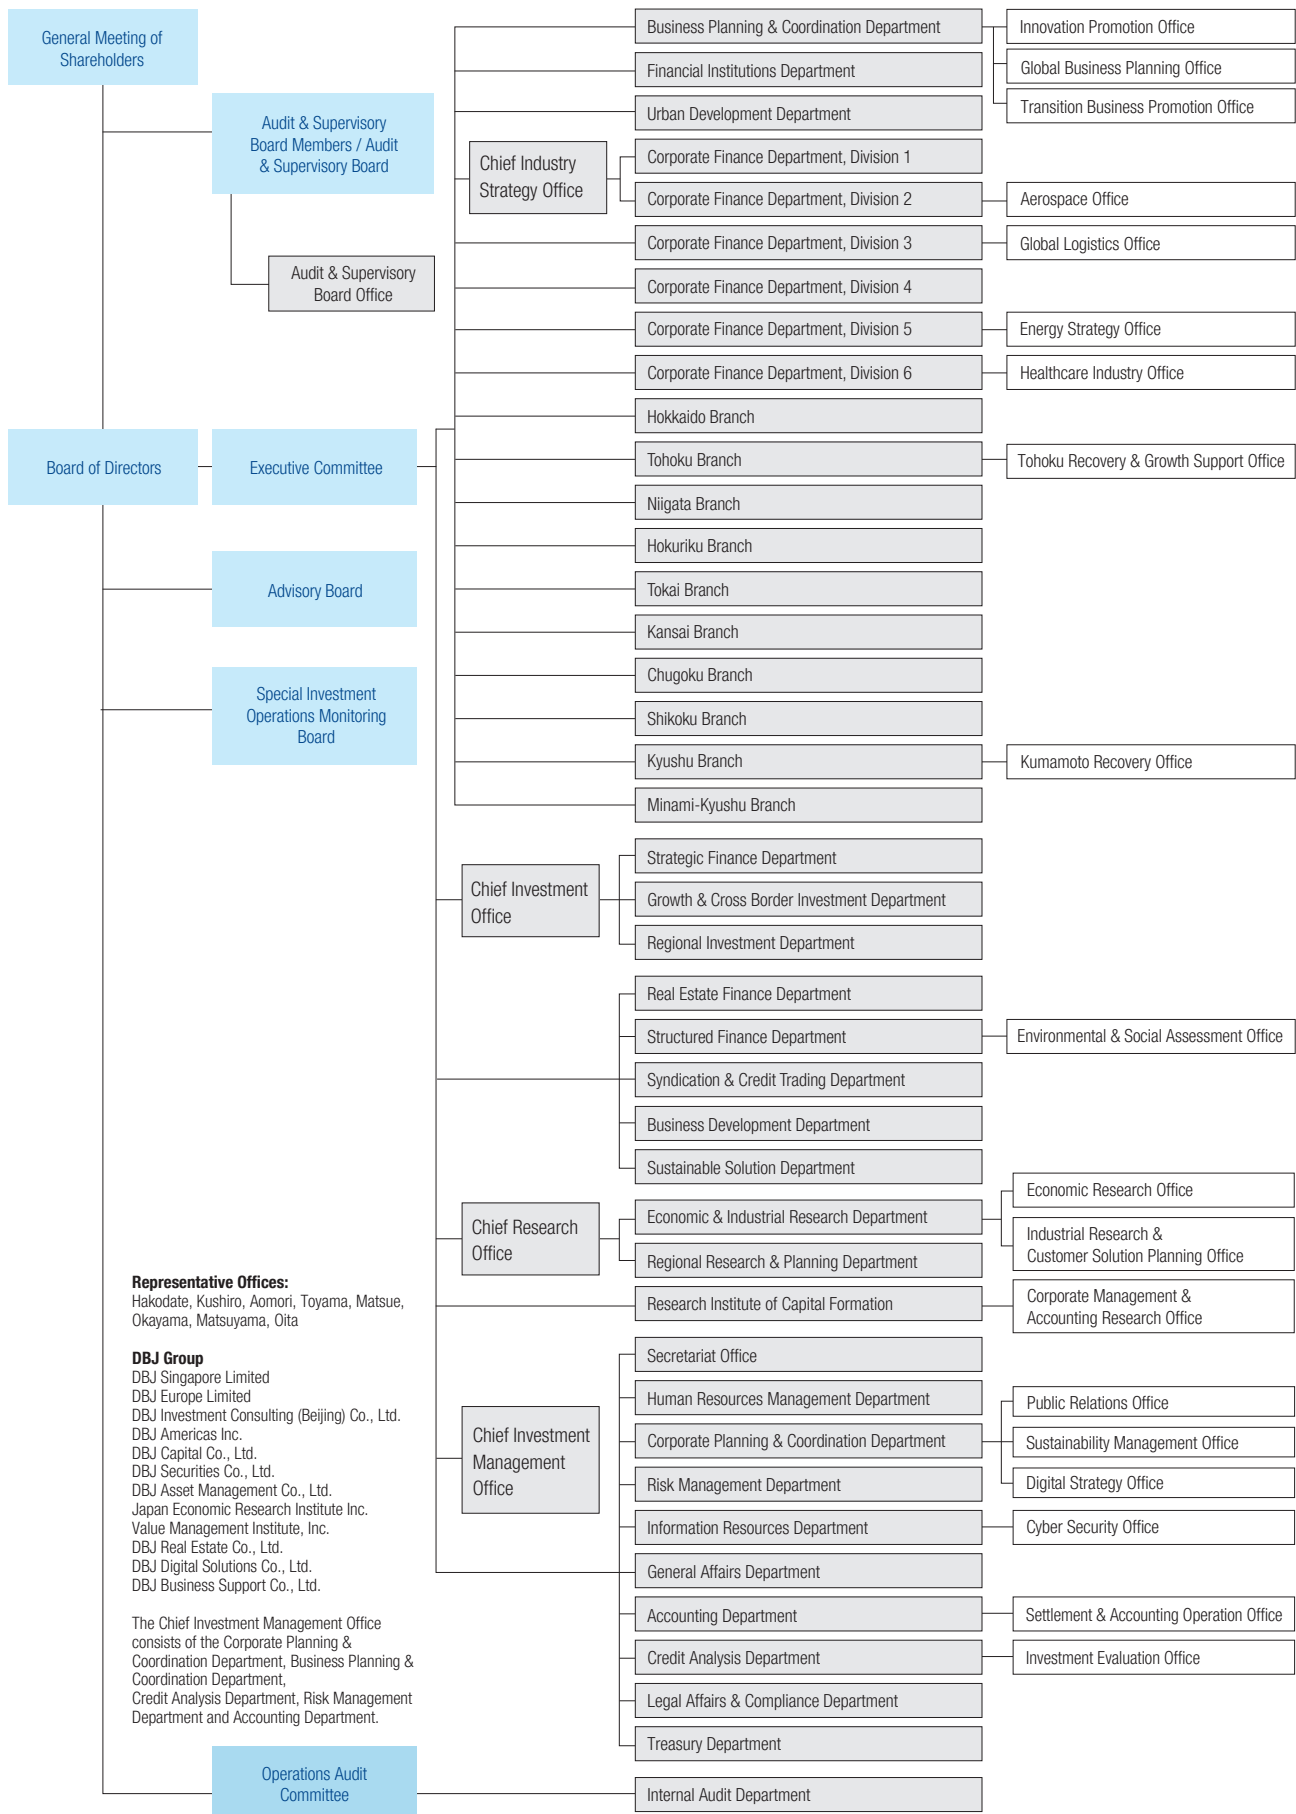 General Meeting of
Shareholders
Audit & Supervisory
Board Members / Audit
& Supervisory Board
Audit & Supervisory
Board Office
Board of Directors
Executive Committee
Advisory Board
Special Investment
Operations Monitoring
Board
Business Planning & Coordination Department
Innovation Promotion Office
Global Business Planning Office
Transition Business Promotion Office
Financial Institutions Department
Urban Development Department
Chief Industry
Strategy Office
Corporate Finance Department, Division 1
Corporate Finance Department, Division 2
Aerospace Office
Corporate Finance Department, Division 3
Global Logistics Office
Corporate Finance Department, Division 4
Corporate Finance Department, Division 5
Energy Strategy Office
Corporate Finance Department, Division 6
Healthcare Industry Office
Hokkaido Branch
Tohoku Branch
Tohoku Recovery & Growth Support Office
Niigata Branch
Hokuriku Branch
Tokai Branch
Kansai Branch
Chugoku Branch
Shikoku Branch
Kyushu Branch
Kumamoto Recovery Office
Minami-Kyushu Branch
Chief Investment
Office
Strategic Finance Department
Growth & Cross Border Investment Department
Regional Investment Department
Real Estate Finance Department
Structured Finance Department
Environmental & Social Assessment Office
Syndication & Credit Trading Department
Business Development Department
Sustainable Solution Department
Chief Research
Office
Economic & Industrial Research Department
Economic Research Office
Industrial Research &
Customer Solution Planning Office
Regional Research & Planning Department
Research Institute of Capital Formation
Corporate Management &
Accounting Research Office
Chief Investment
Management
Office
Secretariat Office
Human Resources Management Department
Corporate Planning & Coordination Department
Public Relations Office
Sustainability Management Office
Digital Strategy Office
Risk Management Department
Information Resources Department
Cyber Security Office
General Affairs Department
Accounting Department
Settlement & Accounting Operation Office
Credit Analysis Department
Investment Evaluation Office
Legal Affairs & Compliance Department
Treasury Department
Representative Offices:
Hakodate, Kushiro, Aomori, Toyama, Matsue,
Okayama, Matsuyama, Oita
DBJ Group
DBJ Singapore Limited
DBJ Europe Limited
DBJ Investment Consulting (Beijing) Co., Ltd.
DBJ Americas Inc.
DBJ Capital Co., Ltd.
DBJ Securities Co., Ltd.
DBJ Asset Management Co., Ltd.
Japan Economic Research Institute Inc.
Value Management Institute, Inc.
DBJ Real Estate Co., Ltd.
DBJ Digital Solutions Co., Ltd.
DBJ Business Support Co., Ltd.
The Chief Investment Management Office
consists of the Corporate Planning &
Coordination Department, Business Planning &
Coordination Department,
Credit Analysis Department, Risk Management
Department and Accounting Department.
Operations Audit
Committee
Internal Audit Department